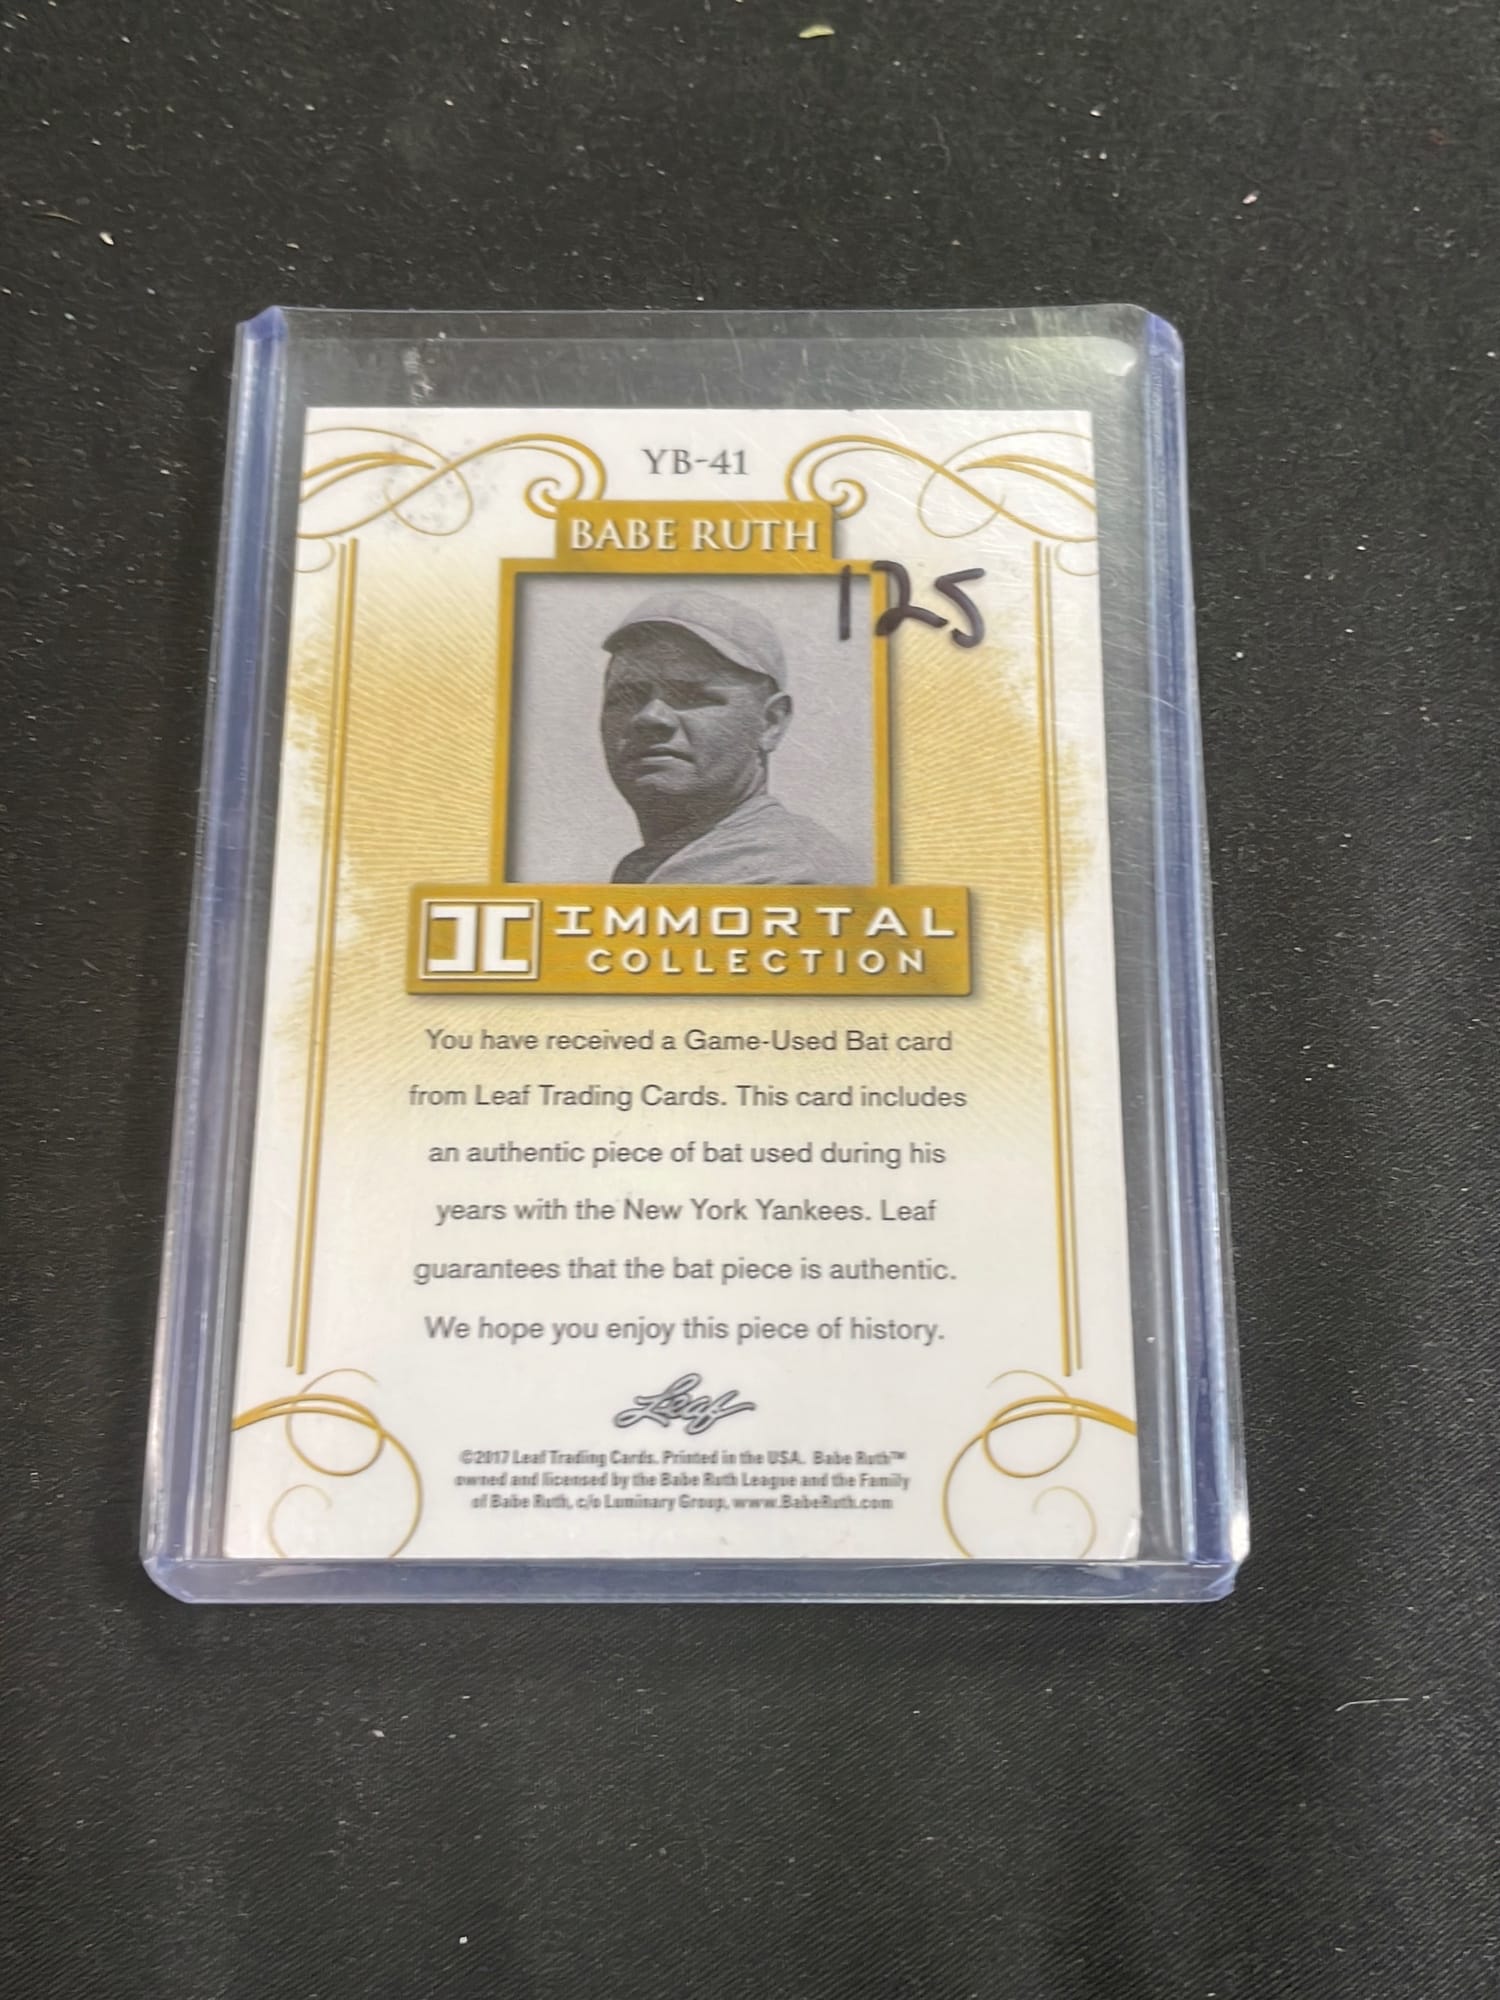 YB-41
BABE RUTH
125
IMMORTAL
COLLECTION
You have received a Game-Used Bat card
from Leaf Trading Cards. This card includes
an authentic piece of bat used during his
years with the New York Yankees. Leaf
guarantees that the bat piece is authentic.
We hope you enjoy this piece of history.
Leaf
©2017 Leaf Trading Cards. Printed in the USA. Babe Ruth™
owned and licensed by the Babe Ruth League and the Family
of Babe Ruth, c/o Luminary Group, www.BabeRuth.com